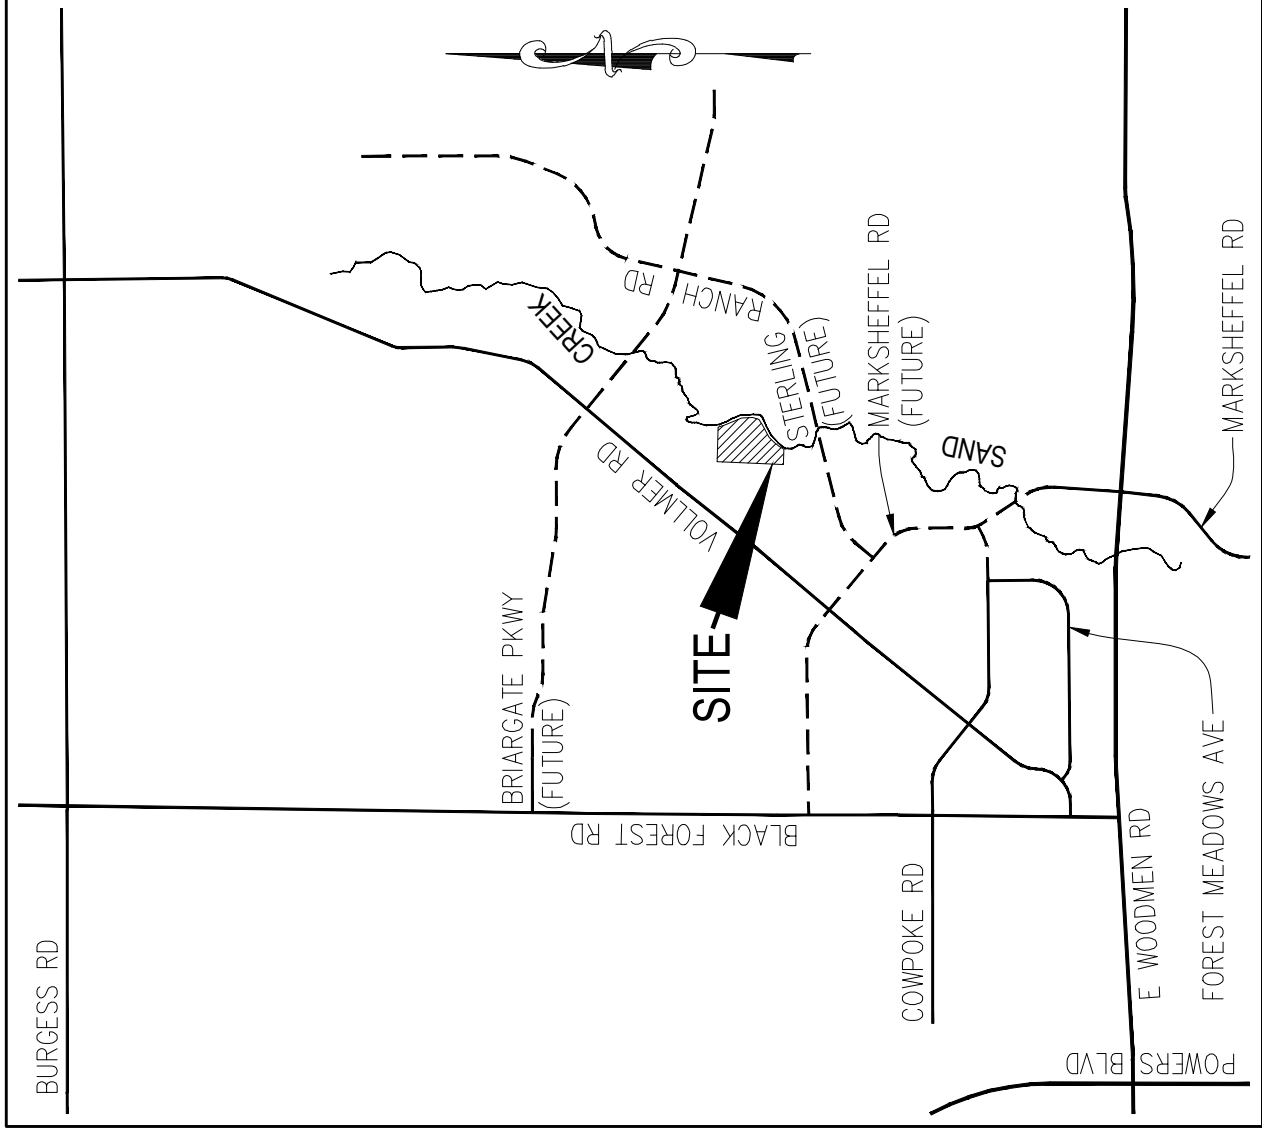 N
BURGESS RD
BRIARGATE PKWY
(FUTURE)
BLACK FOREST RD
VOLLMER RD
SAND
CREEK
STERLING
RANCH
RD
(FUTURE)
MARKSHEFFEL RD
(FUTURE)
SITE
COWPOKE RD
E WOODMEN RD
FOREST MEADOWS AVE
MARKSHEFFEL RD
POWERS BLVD